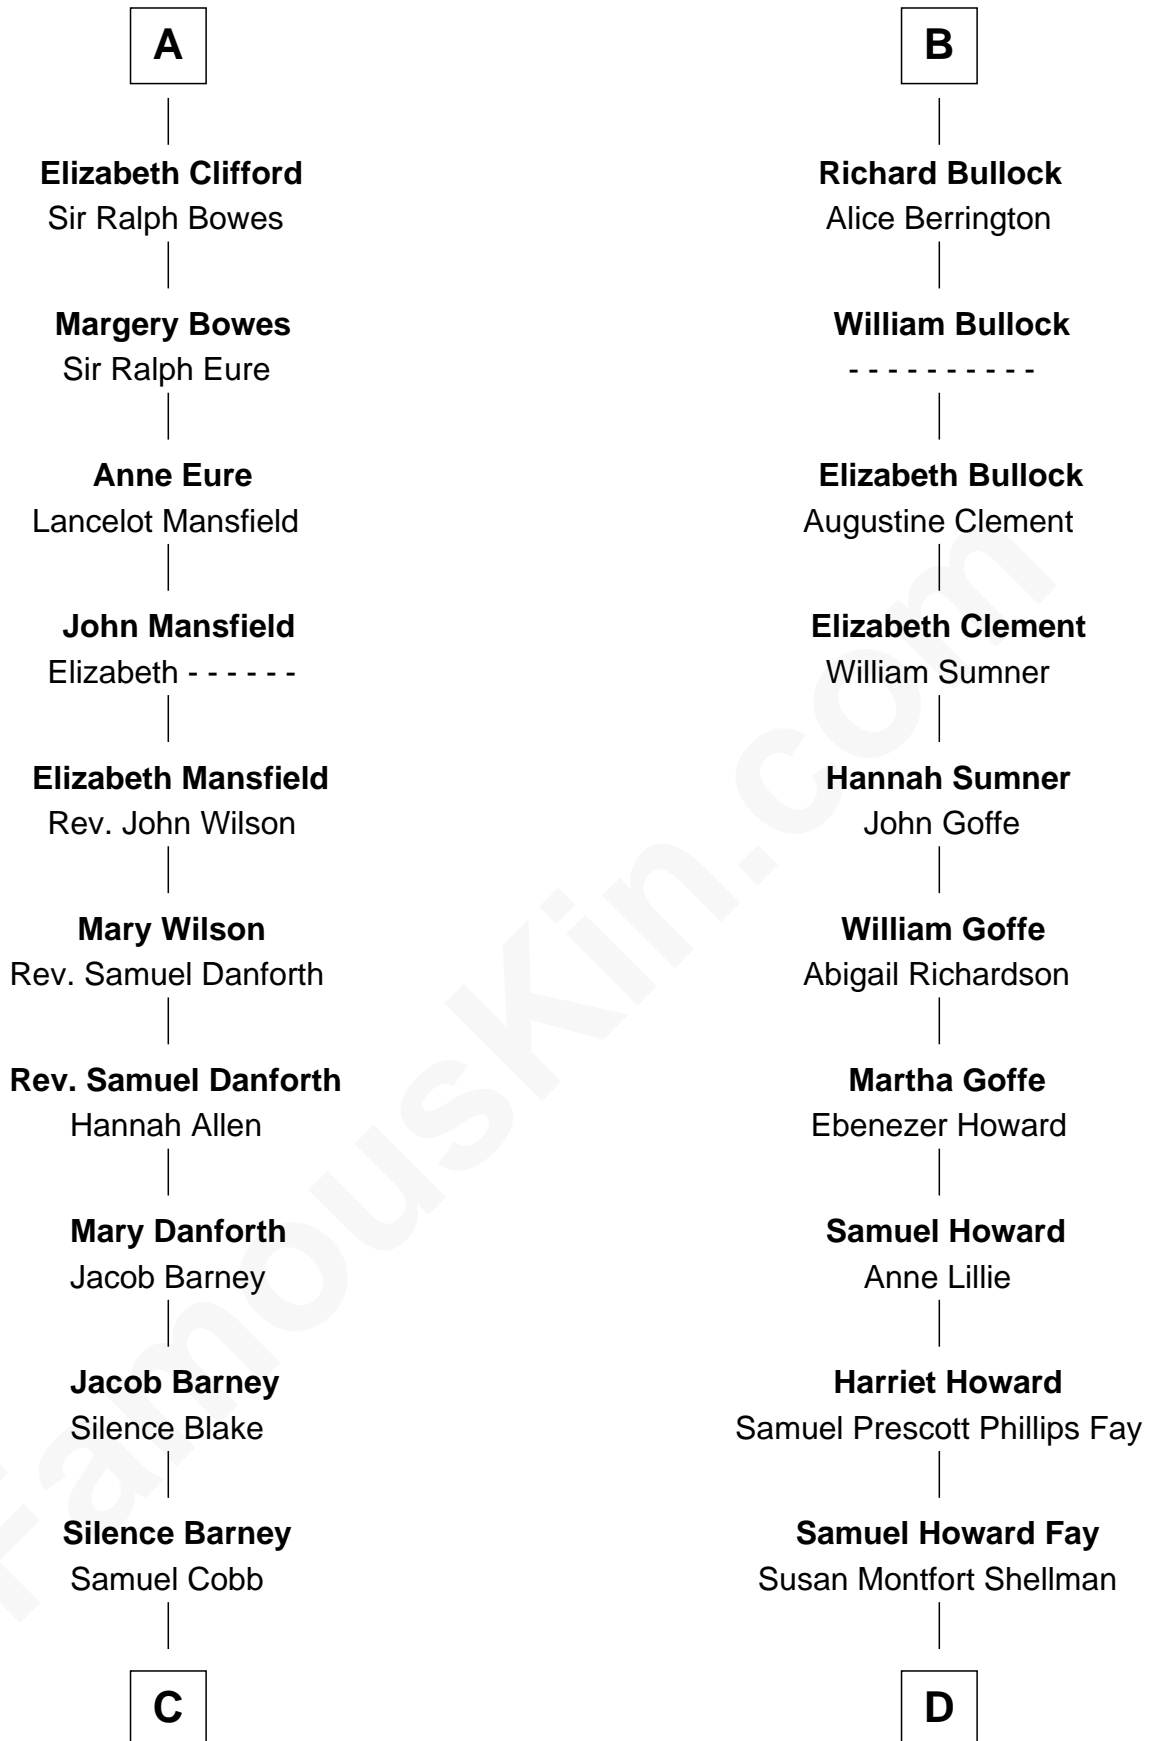 A
Elizabeth Clifford
Sir Ralph Bowes
Margery Bowes
Sir Ralph Eure
Anne Eure
Lancelot Mansfield
John Mansfield
Elizabeth - - - - - -
Elizabeth Mansfield
Rev. John Wilson
Mary Wilson
Rev. Samuel Danforth
Rev. Samuel Danforth
Hannah Allen
Mary Danforth
Jacob Barney
Jacob Barney
Silence Blake
Silence Barney
Samuel Cobb
C
B
Richard Bullock
Alice Berrington
William Bullock
- - - - - - - - - -
Elizabeth Bullock
Augustine Clement
Elizabeth Clement
William Sumner
Hannah Sumner
John Goffe
William Goffe
Abigail Richardson
Martha Goffe
Ebenezer Howard
Samuel Howard
Anne Lillie
Harriet Howard
Samuel Prescott Phillips Fay
Samuel Howard Fay
Susan Montfort Shellman
D
FamousKin.com